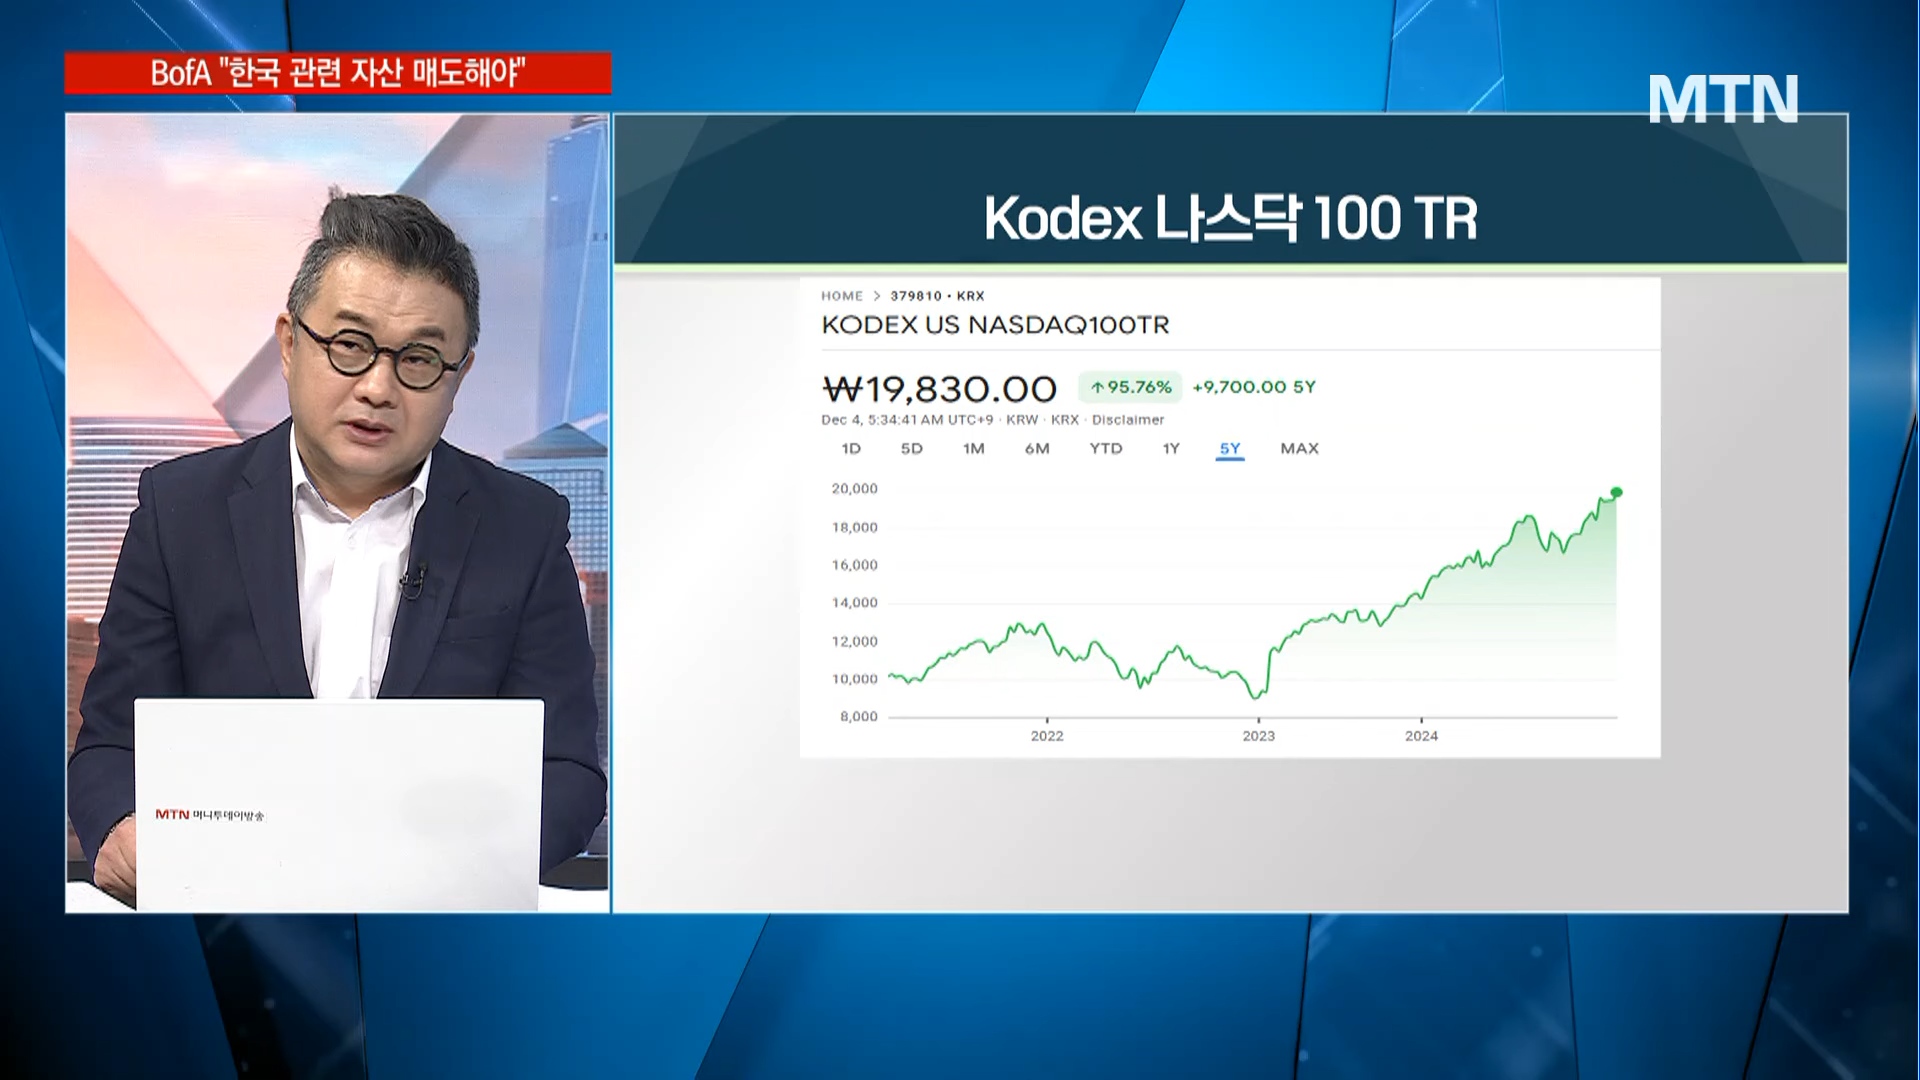 BofA "한국 관련 자산 매도해야"
MTN
Kodex 나스닥 100 TR
HOME > 379810 • KRX
KODEX US NASDAQ100TR
₩19,830.00 ↑95.76% +9,700.00 5Y
Dec 4, 5:34:41 AM UTC+9 · KRW · KRX · Disclaimer
1D 5D 1M 6M YTD 1Y 5Y MAX
20,000
18,000
16,000
14,000
12,000
10,000
8,000
2022 2023 2024
MTN 머니투데이방송